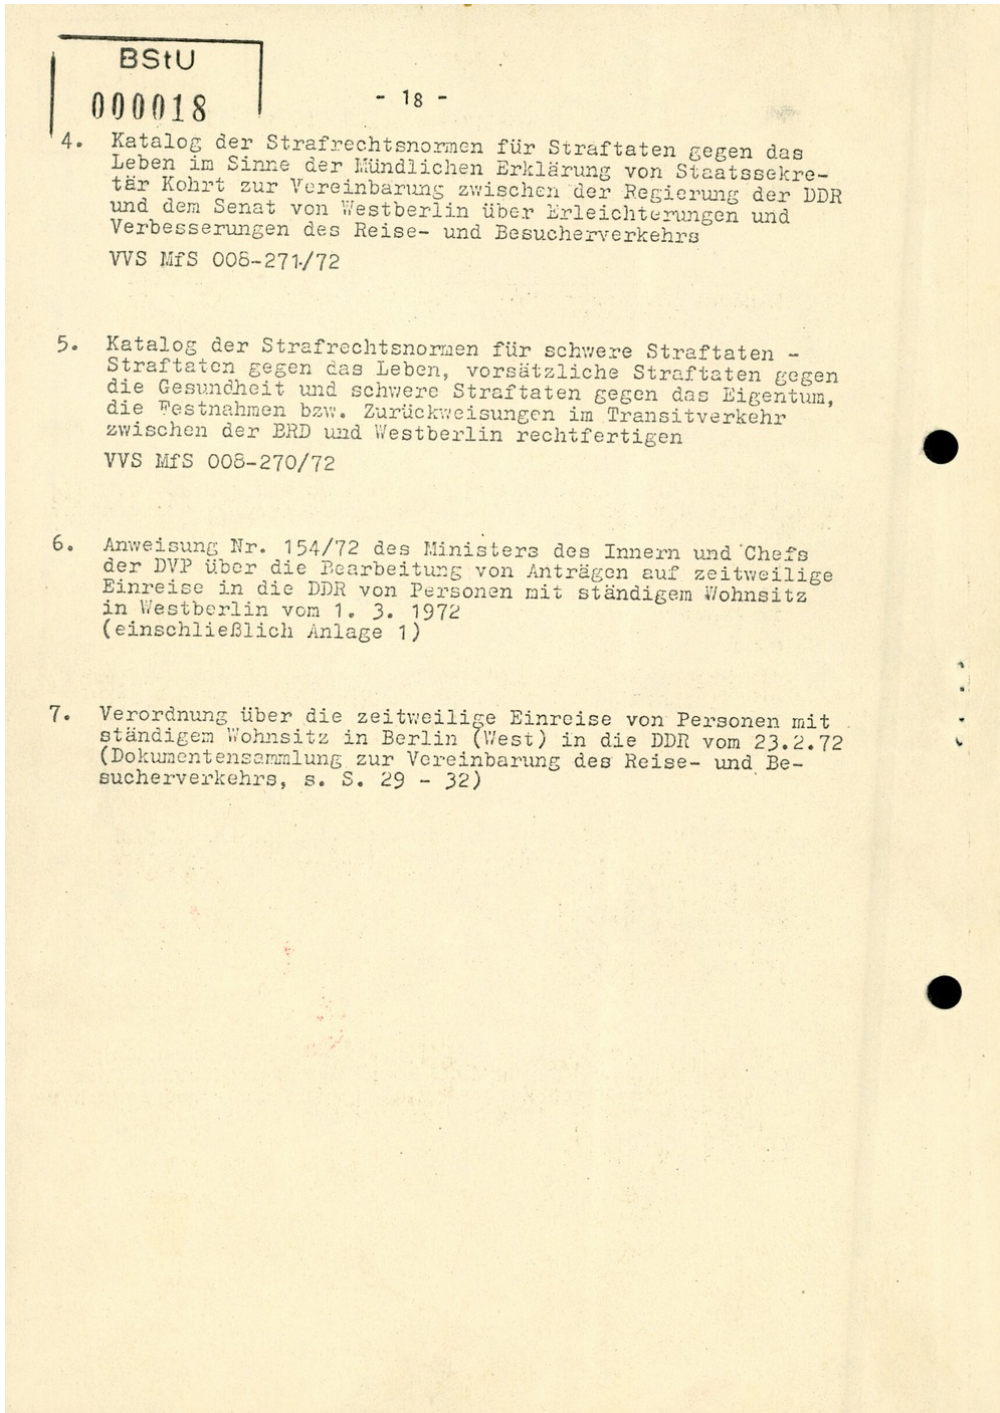 BStU
000018
- 18 -
4. Katalog der Strafrechtsnormen für Straftaten gegen das
Leben im Sinne der Mündlichen Erklärung von Staatssekre-
tär Kohrt zur Vereinbarung zwischen der Regierung der DDR
und dem Senat von Westberlin über Erleichterungen und
Verbesserungen des Reise- und Besucherverkehrs
VVS MfS 008-271/72
5. Katalog der Strafrechtsnormen für schwere Straftaten -
Straftaten gegen das Leben, vorsätzliche Straftaten gegen
die Gesundheit und schwere Straftaten gegen das Eigentum,
die Festnahmen bzw. Zurückweisungen im Transitverkehr
zwischen der BRD und Westberlin rechtfertigen
VVS MfS 008-270/72
6. Anweisung Nr. 154/72 des Ministers des Innern und Chefs
der DVP über die Bearbeitung von Anträgen auf zeitweilige
Einreise in die DDR von Personen mit ständigem Wohnsitz
in Westberlin vom 1. 3. 1972
(einschließlich Anlage 1)
7. Verordnung über die zeitweilige Einreise von Personen mit
ständigem Wohnsitz in Berlin (West) in die DDR vom 23.2.72
(Dokumentensammlung zur Vereinbarung des Reise- und Be-
sucherverkehrs, s. S. 29 - 32)